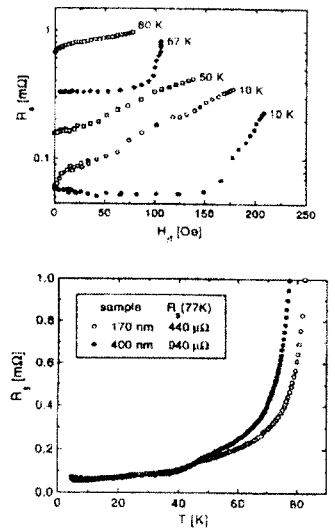 1
80 K
67 K
50 K
10 K
10 K
R_s [mΩ]
0.1
0 50 100 150 200 250
H_rf [Oe]
1.0
sample R_s(77K)
170 nm 440 μΩ
400 nm 940 μΩ
0.8
R_s [mΩ]
0.6
0.4
0.2
0.0
0 20 40 60 80
T [K]